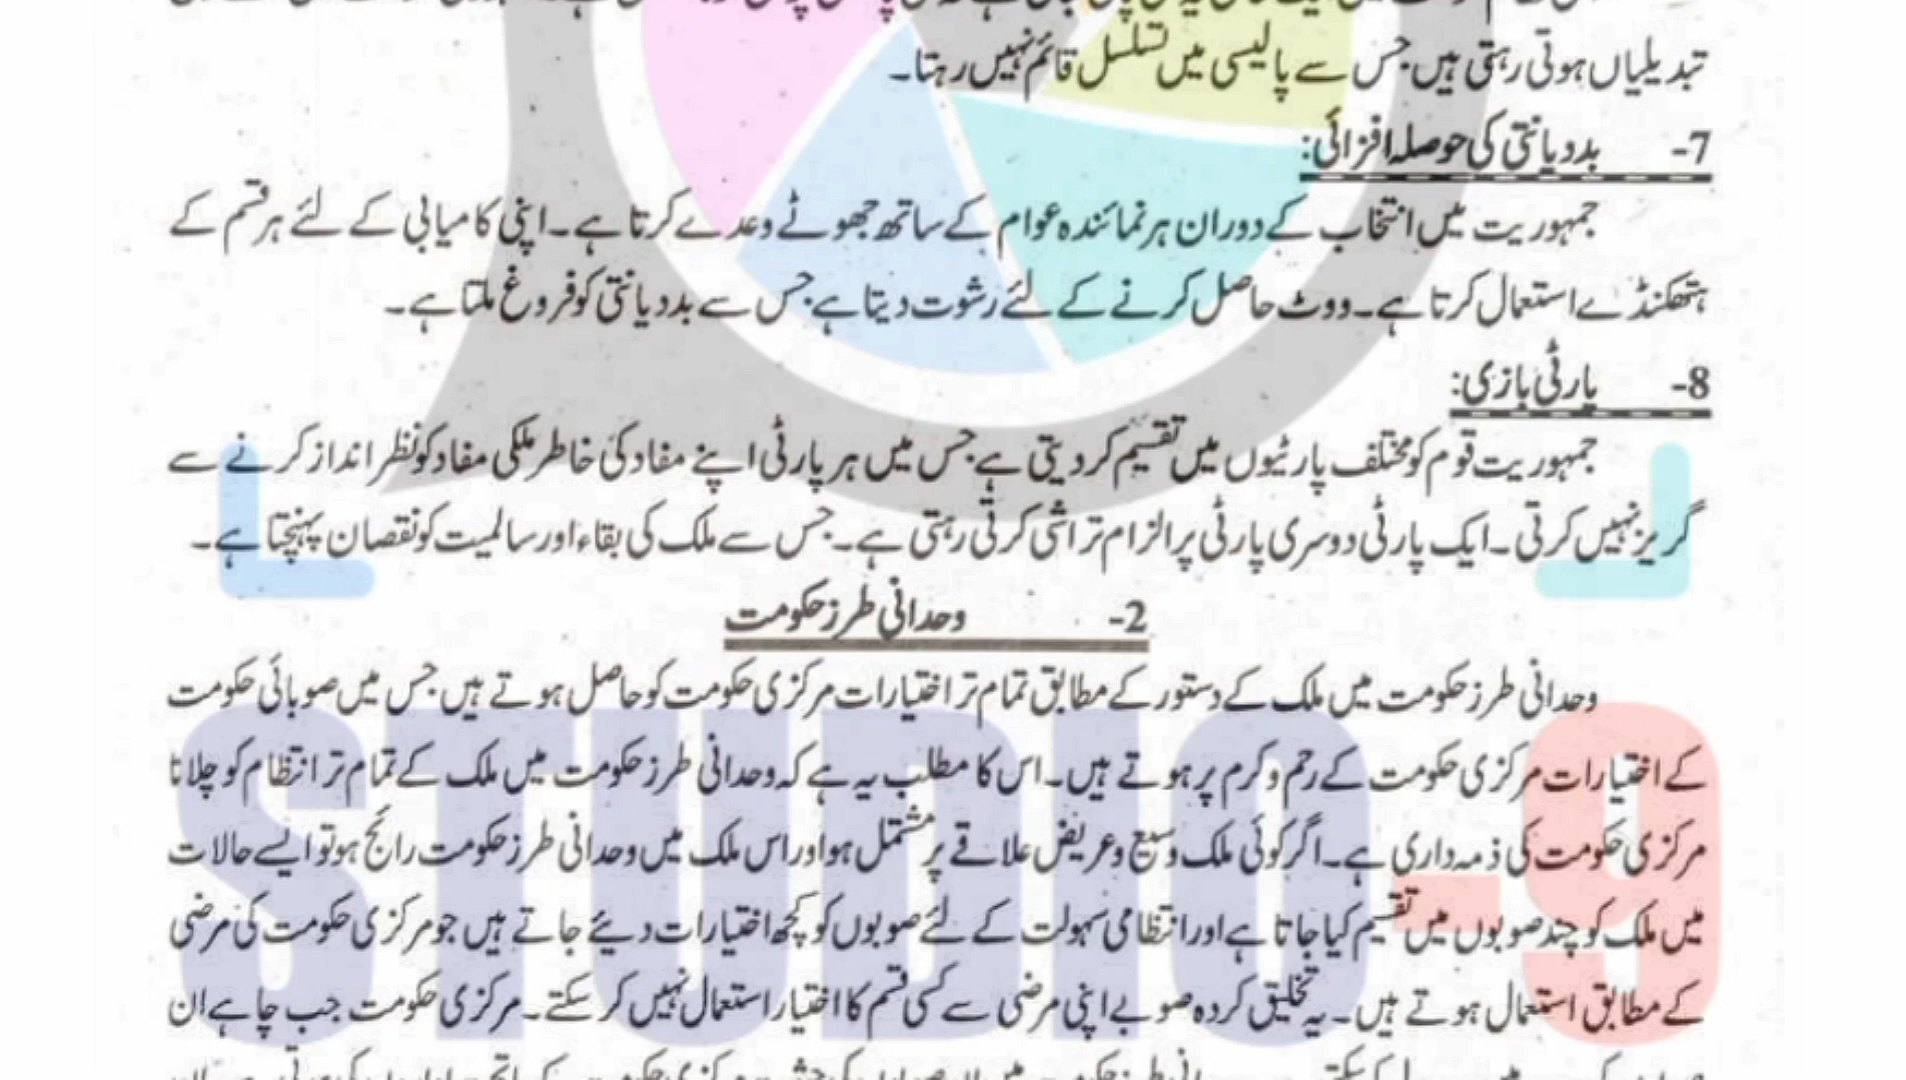 تبدیلیاں ہوتی رہتی ہیں جس سے پالیسی میں تسلسل قائم نہیں رہتا۔
7- بددیانتی کی حوصلہ افزائی:
جمہوریت میں انتخاب کے دوران ہر نمائندہ عوام کے ساتھ جھوٹے وعدے کرتا ہے۔ اپنی کامیابی کے لئے ہر قسم کے
ہتھکنڈے استعمال کرتا ہے۔ ووٹ حاصل کرنے کے لئے رشوت دیتا ہے جس سے بددیانتی کو فروغ ملتا ہے۔
8- پارٹی بازی:
جمہوریت قوم کو مختلف پارٹیوں میں تقسیم کر دیتی ہے جس میں ہر پارٹی اپنے مفاد کی خاطر ملکی مفاد کو نظر انداز کرنے سے
گریز نہیں کرتی۔ ایک پارٹی دوسری پارٹی پر الزام تراشی کرتی رہتی ہے۔ جس سے ملک کی بقاء اور سالمیت کو نقصان پہنچتا ہے۔
2- وحدانی طرز حکومت
وحدانی طرز حکومت میں ملک کے دستور کے مطابق تمام تر اختیارات مرکزی حکومت کو حاصل ہوتے ہیں جس میں صوبائی حکومت
کے اختیارات مرکزی حکومت کے رحم و کرم پر ہوتے ہیں۔ اس کا مطلب یہ ہے کہ وحدانی طرز حکومت میں ملک کے تمام تر انتظام کو چلانا
مرکزی حکومت کی ذمہ داری ہے۔ اگر کوئی ملک وسیع و عریض علاقے پر مشتمل ہو اور اس ملک میں وحدانی طرز حکومت رائج ہو تو ایسے حالات
میں ملک کو چند صوبوں میں تقسیم کیا جاتا ہے اور انتظامی سہولت کے لئے صوبوں کو کچھ اختیارات دیئے جاتے ہیں جو مرکزی حکومت کی مرضی
کے مطابق استعمال ہوتے ہیں۔ یہ تخلیق کردہ صوبے اپنی مرضی سے کسی قسم کا اختیار استعمال نہیں کر سکتے۔ مرکزی حکومت جب چاہے ان
STUDIO-9